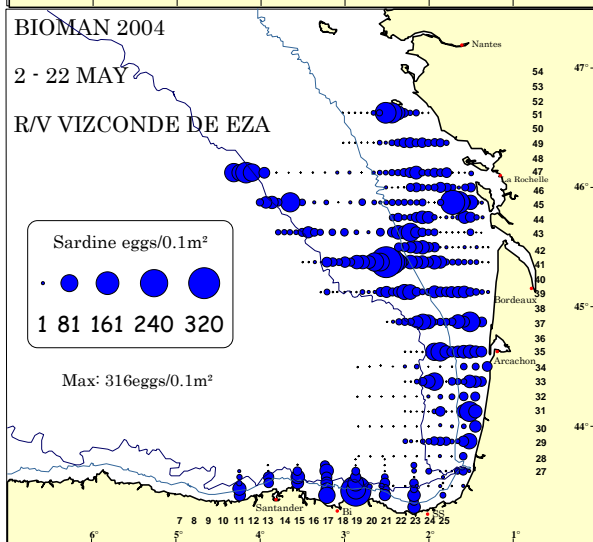 BIOMAN 2004
2 - 22 MAY
R/V VIZCONDE DE EZA
Nantes
47°
54
53
52
51
50
49
48
47
La Rochelle
46
46°
45
44
43
42
41
40
Bordeaux
39
45°
38
37
36
35
Arcachon
34
33
32
31
30
44°
29
28
27
Sardine eggs/0.1m²
1 81 161 240 320
Max: 316eggs/0.1m²
Santander
Bi
SS
7 8 9 10 11 12 13 14 15 16 17 18 19 20 21 22 23 24 25
6° 5° 4° 3° 2° 1°